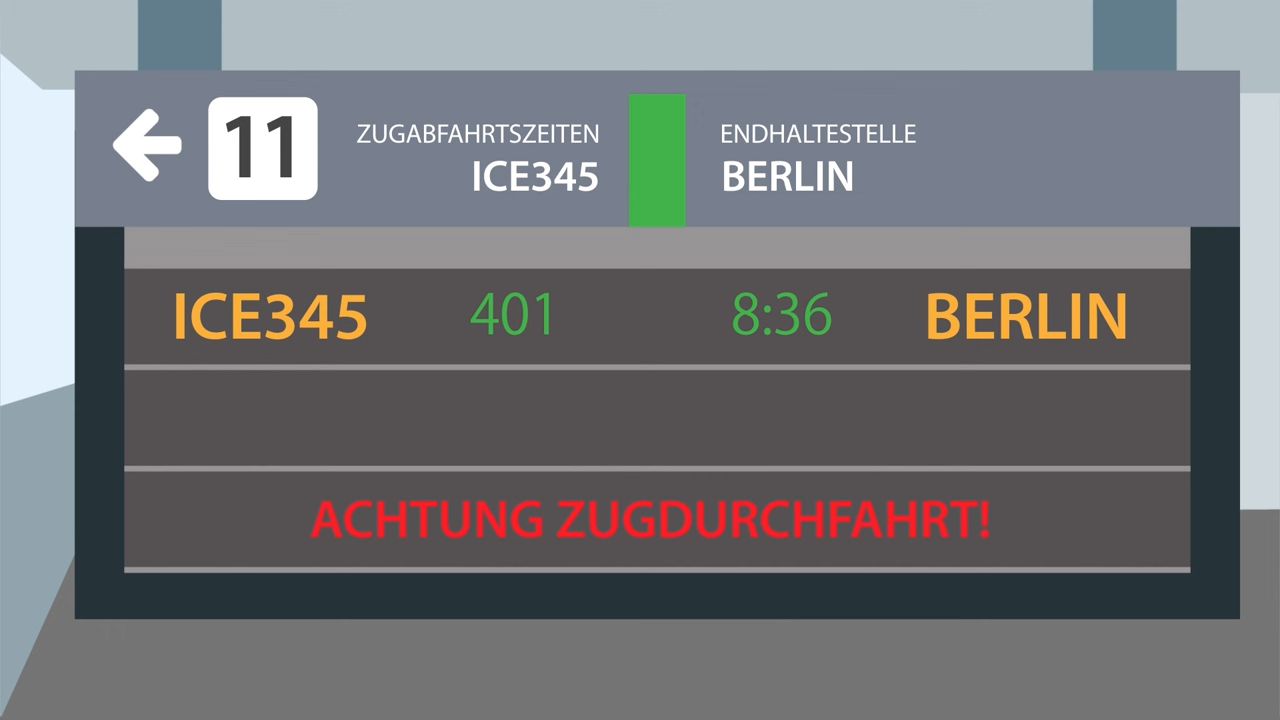 11
ZUGABFAHRTSZEITEN
ICE345
ENDHALTESTELLE
BERLIN
ICE345 401 8:36 BERLIN
ACHTUNG ZUGDURCHFAHRT!